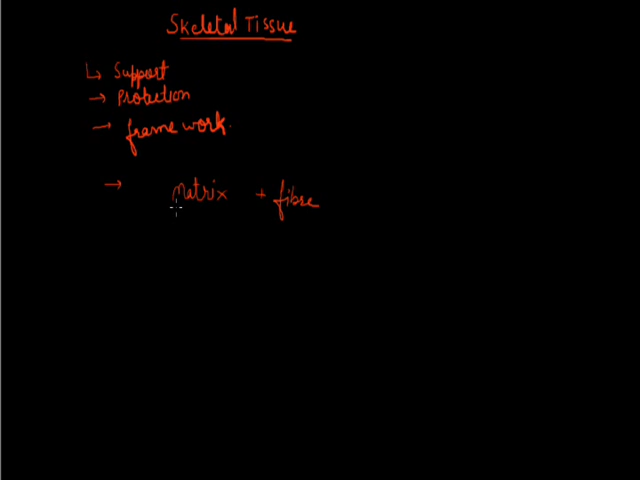 Skeletal Tissue
↳ Support
→ Protection
→ frame work.
→ Matrix + fibre